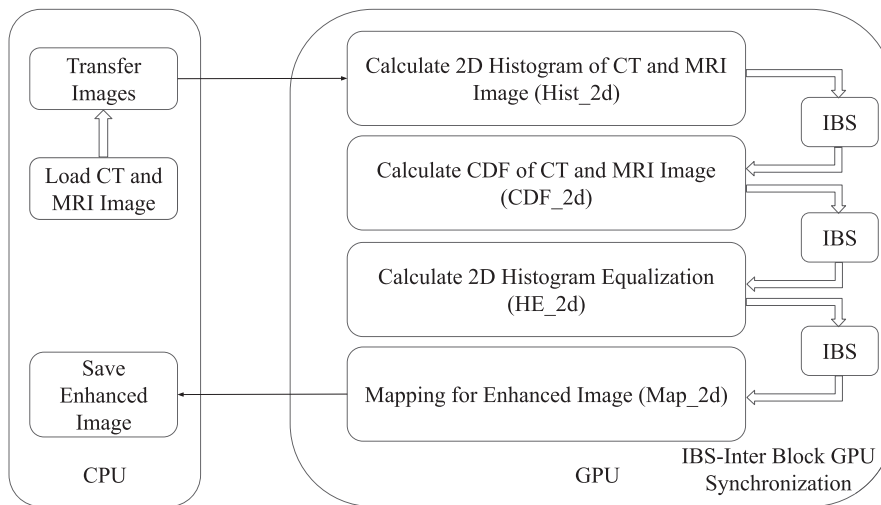 Transfer
Images
Load CT and
MRI Image
Save
Enhanced
Image
CPU
Calculate 2D Histogram of CT and MRI
Image (Hist_2d)
IBS
Calculate CDF of CT and MRI Image
(CDF_2d)
IBS
Calculate 2D Histogram Equalization
(HE_2d)
IBS
Mapping for Enhanced Image (Map_2d)
GPU
IBS-Inter Block GPU
Synchronization